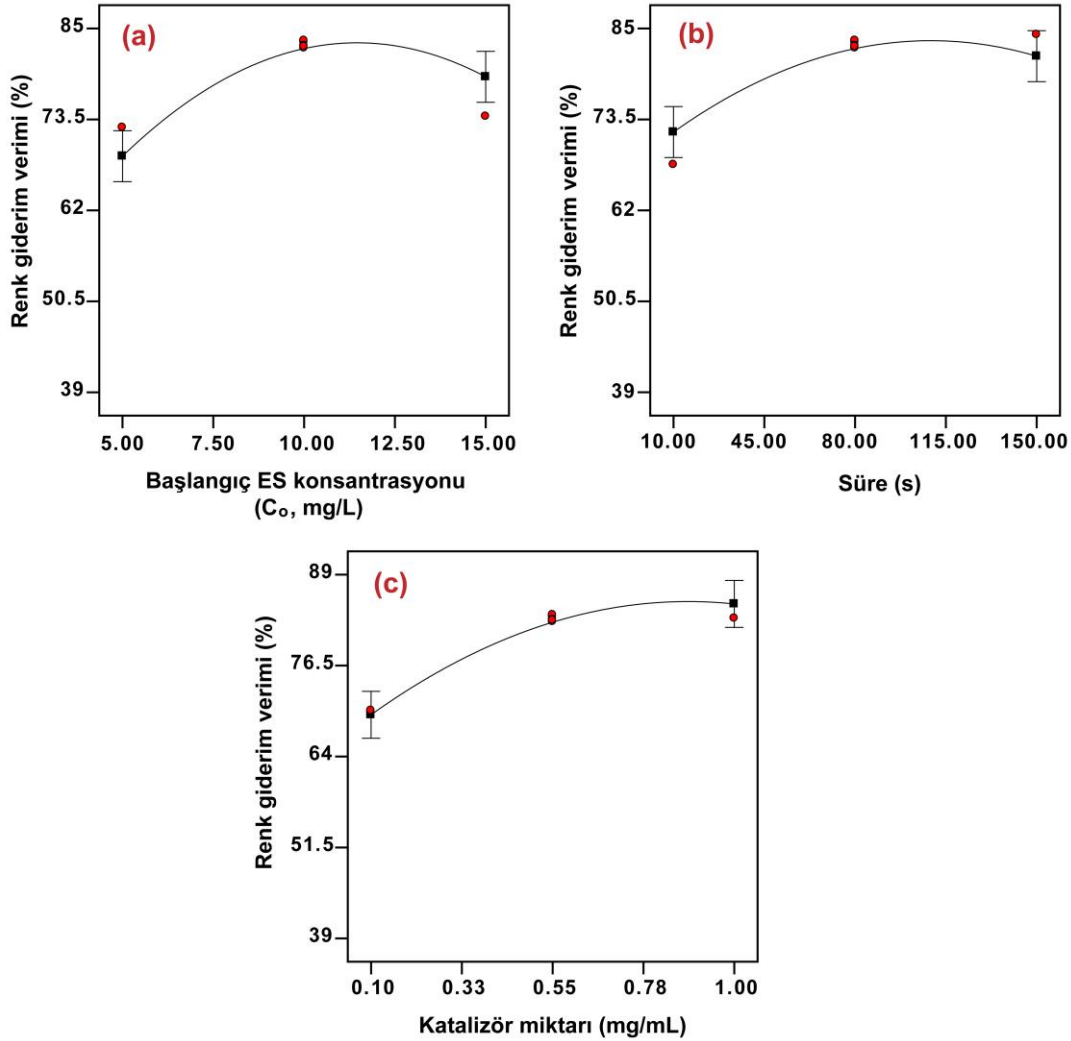 (a)
Renk giderim verimi (%)
85
73.5
62
50.5
39
5.00 7.50 10.00 12.50 15.00
Başlangıç ES konsantrasyonu
(C₀, mg/L)
(b)
Renk giderim verimi (%)
85
73.5
62
50.5
39
10.00 45.00 80.00 115.00 150.00
Süre (s)
(c)
Renk giderim verimi (%)
89
76.5
64
51.5
39
0.10 0.33 0.55 0.78 1.00
Katalizör miktarı (mg/mL)